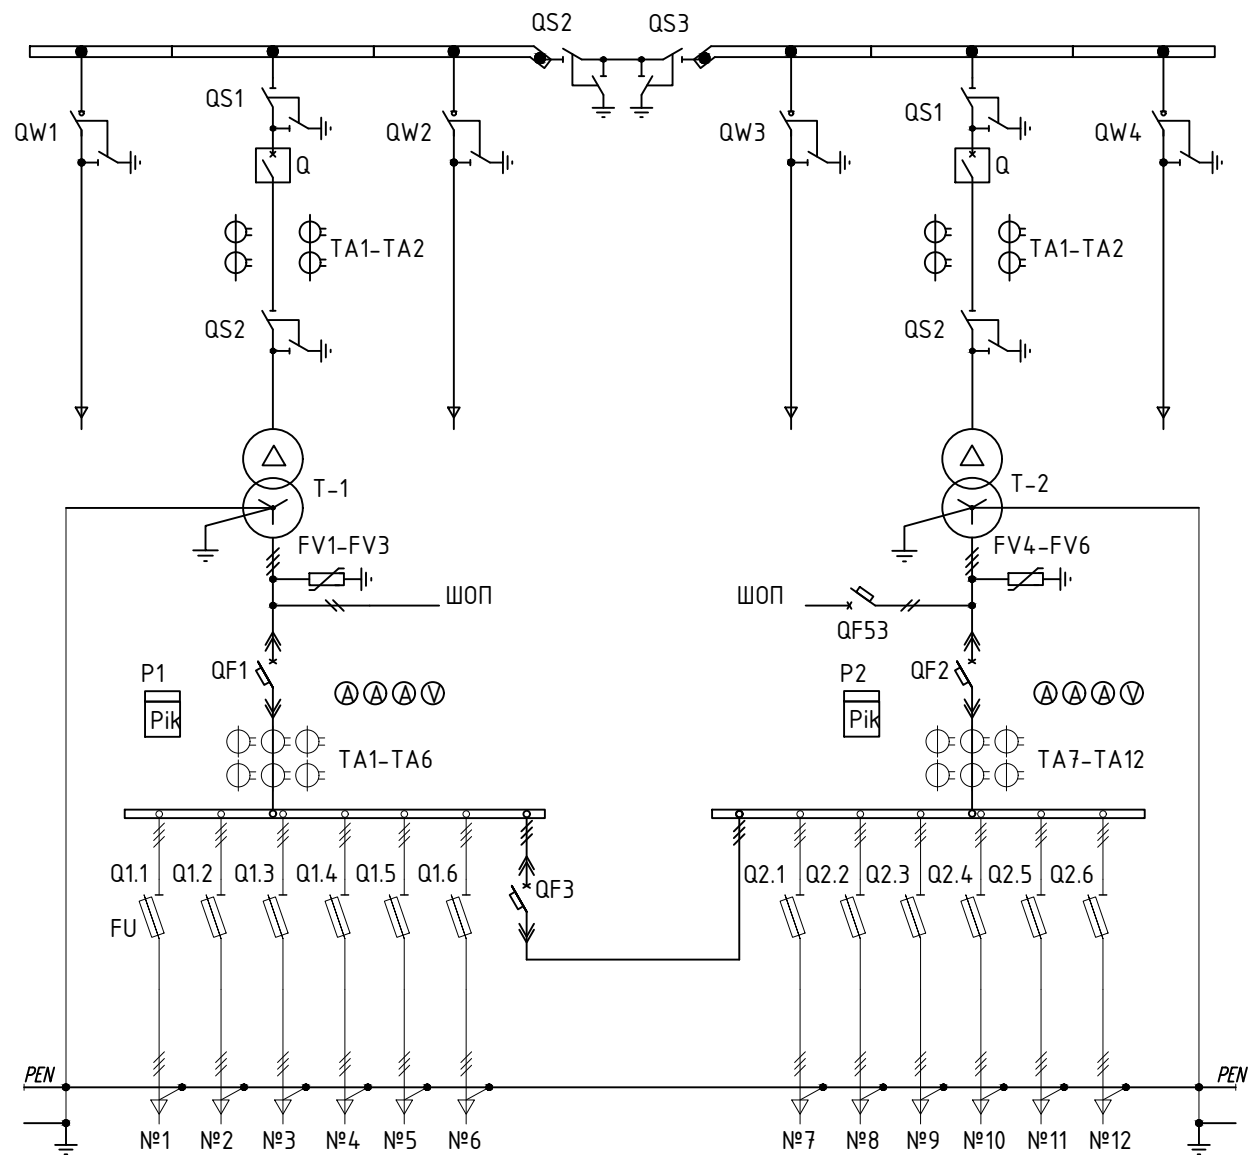 QS2 QS3
QS1 QS1
QW1 QW2 QW3 QW4
Q Q
TA1-TA2 TA1-TA2
QS2 QS2
T-1 T-2
FV1-FV3 FV4-FV6
ШОП ШОП
QF53
P1 QF1 P2 QF2
A A A V A A A V
Pik Pik
TA1-TA6 TA7-TA12
Q1.1 Q1.2 Q1.3 Q1.4 Q1.5 Q1.6 QF3 Q2.1 Q2.2 Q2.3 Q2.4 Q2.5 Q2.6
FU
PEN PEN
№1 №2 №3 №4 №5 №6 №7 №8 №9 №10 №11 №12